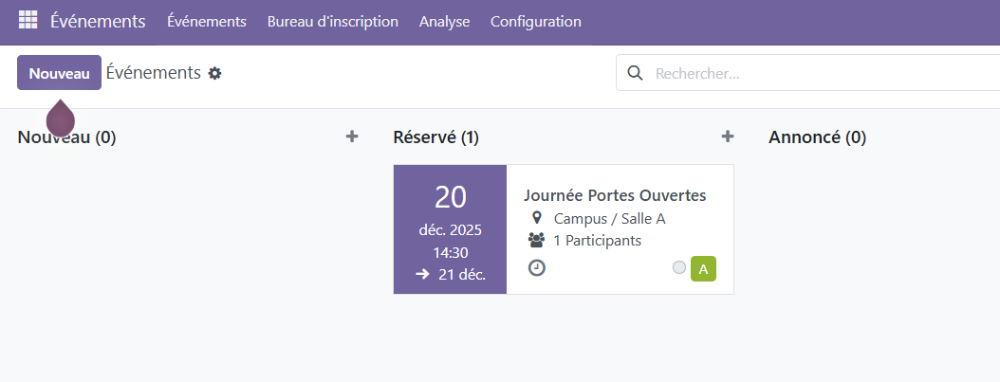 Événements Événements Bureau d'inscription Analyse Configuration
Nouveau Événements Rechercher...
Nouveau (0) Réservé (1) Annoncé (0)
20
déc. 2025
14:30
21 déc.
Journée Portes Ouvertes
Campus / Salle A
1 Participants
A